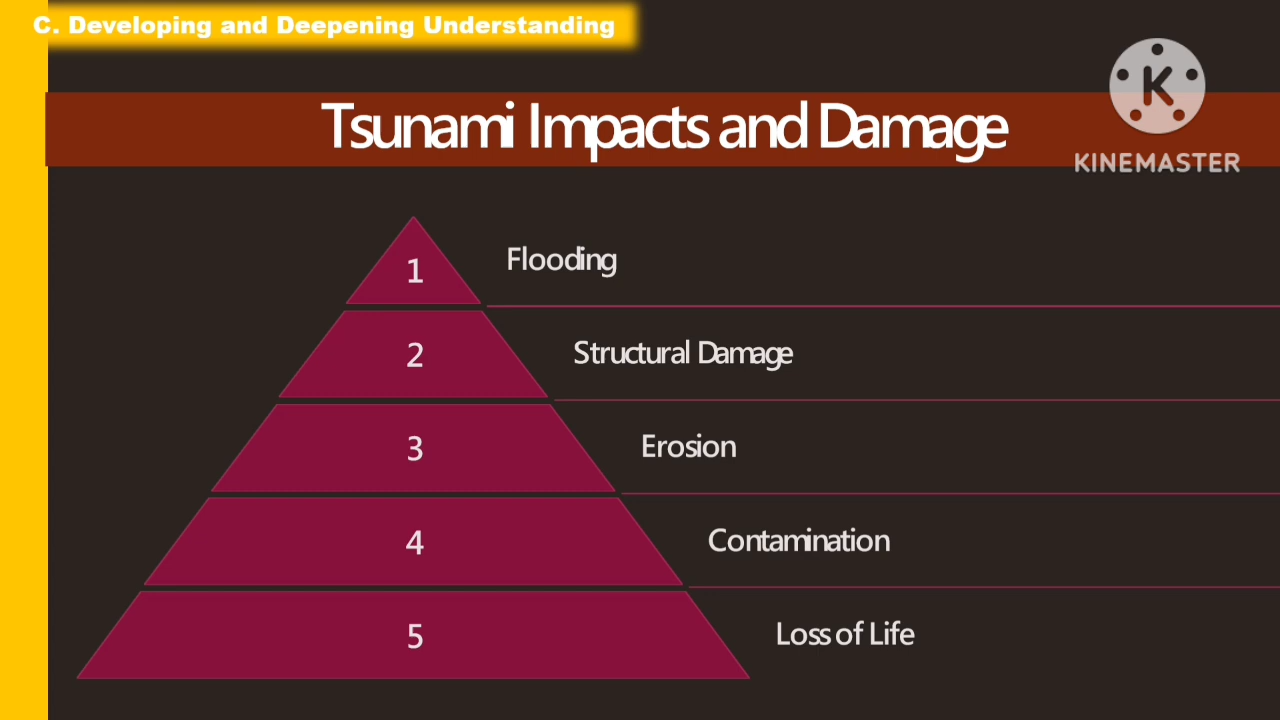 C. Developing and Deepening Understanding
Tsunami Impacts and Damage
K
KINEMASTER
1
Flooding
2
Structural Damage
3
Erosion
4
Contamination
5
Loss of Life